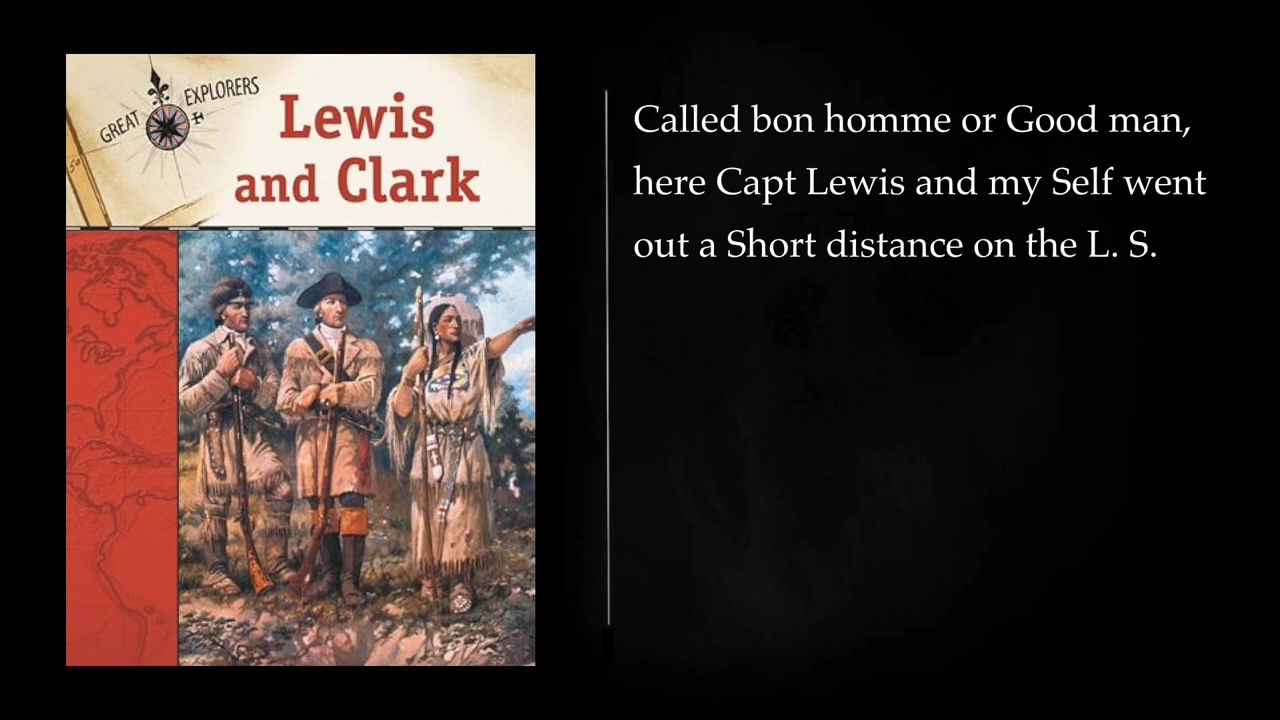 GREAT EXPLORERS
Lewis
and Clark
50
Called bon homme or Good man,
here Capt Lewis and my Self went
out a Short distance on the L. S.